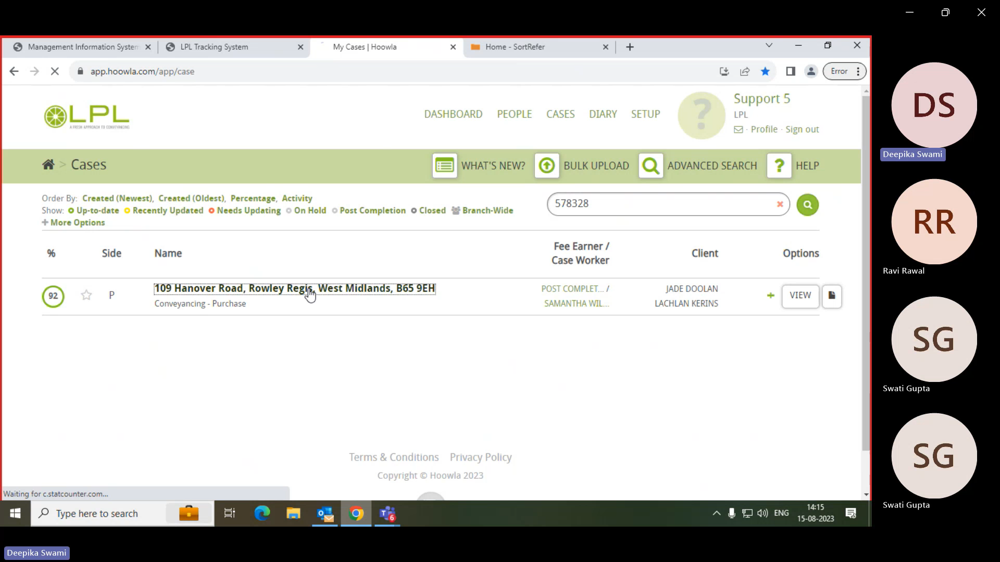 Management Information System
LPL Tracking System
My Cases | Hoowla
Home - SortRefer
app.hoowla.com/app/case
Error
LPL
A FRESH APPROACH TO CONVEYANCING
DASHBOARD PEOPLE CASES DIARY SETUP
?
Support 5
LPL
· Profile · Sign out
> Cases
WHAT'S NEW? BULK UPLOAD ADVANCED SEARCH ? HELP
Order By: Created (Newest), Created (Oldest), Percentage, Activity
Show: Up-to-date Recently Updated Needs Updating On Hold Post Completion Closed Branch-Wide
+ More Options
578328
% Side Name Fee Earner / Case Worker Client Options
92 P 109 Hanover Road, Rowley Regis, West Midlands, B65 9EH
Conveyancing - Purchase
POST COMPLET... /
SAMANTHA WIL...
JADE DOOLAN
LACHLAN KERINS
+ VIEW
Terms & Conditions Privacy Policy
Copyright © Hoowla 2023
Waiting for c.statcounter.com...
Type here to search
6
ENG
14:15
15-08-2023
DS
Deepika Swami
RR
Ravi Rawal
SG
Swati Gupta
SG
Swati Gupta
Deepika Swami